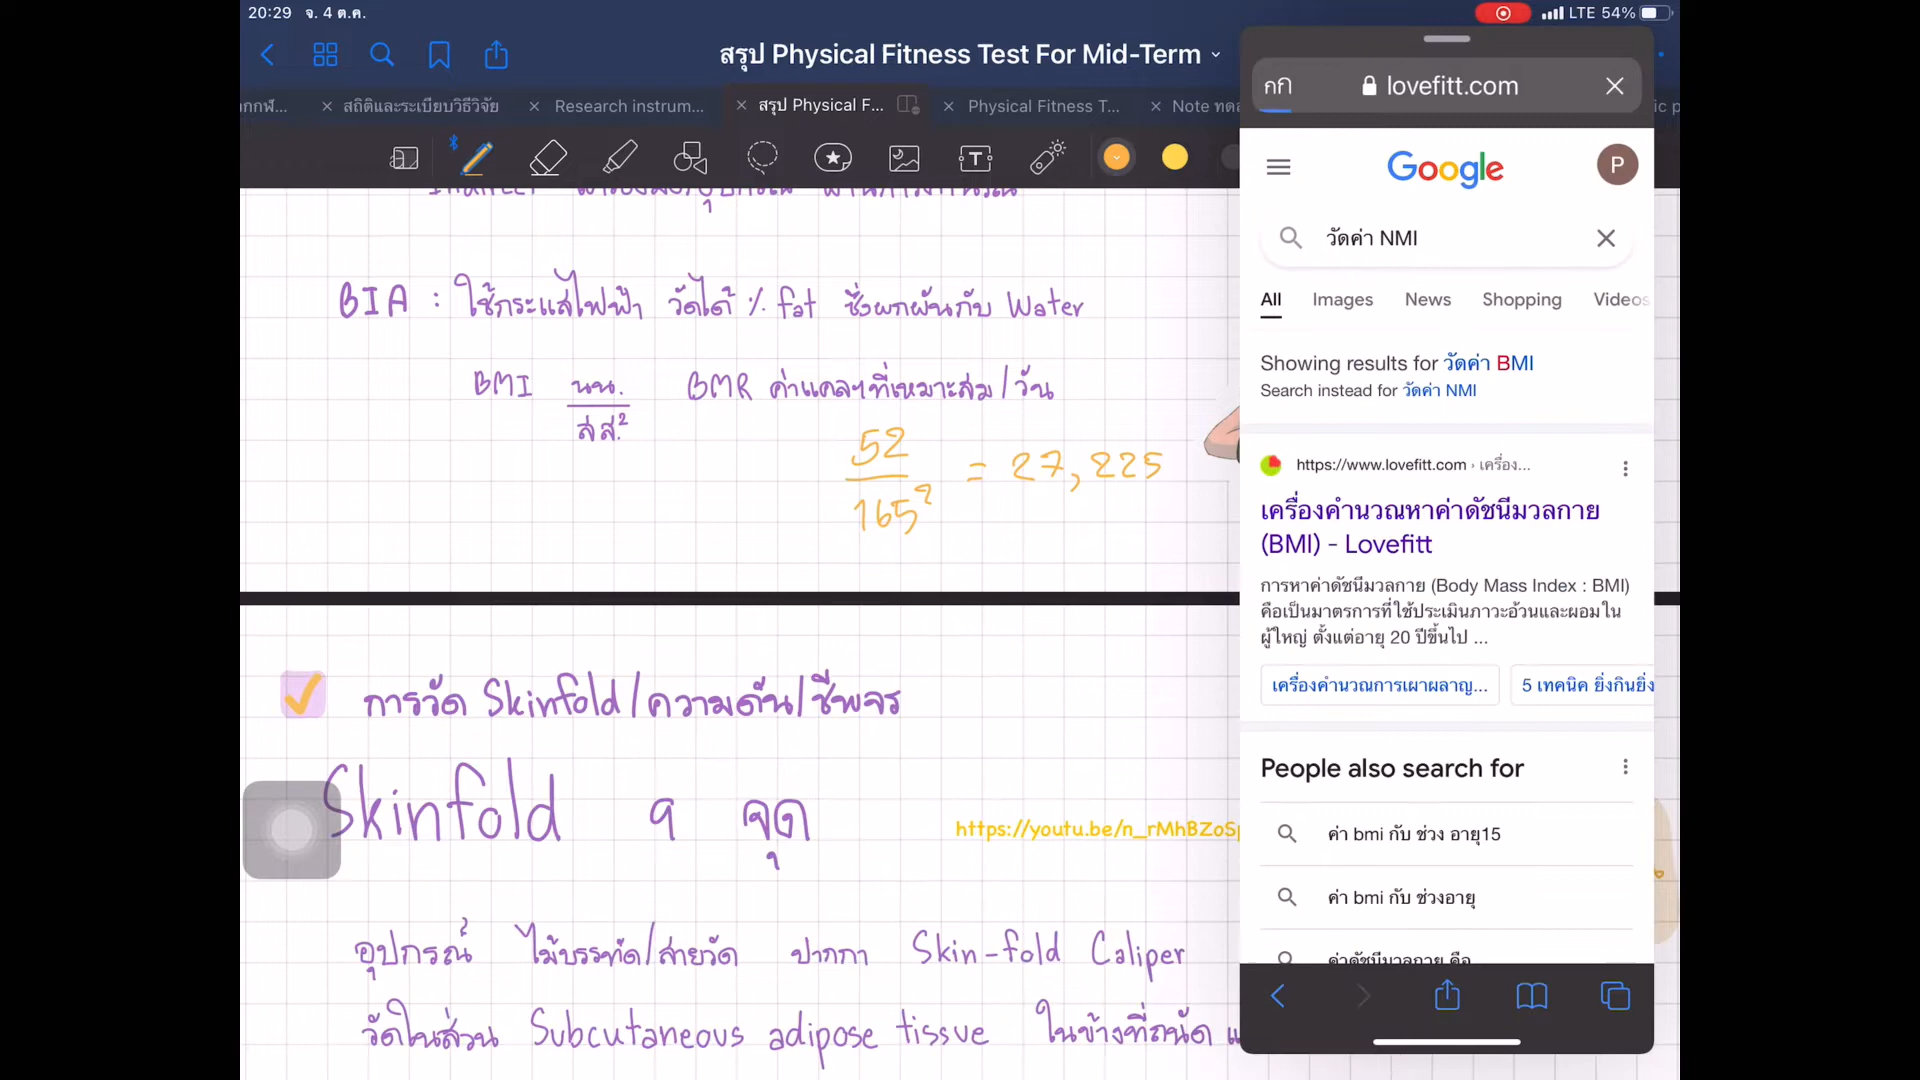 20:29 จ. 4 ต.ค.
LTE 54%
สรุป Physical Fitness Test For Mid-Term
สถิติและระเบียบวิธีวิจัย
Research instrum...
สรุป Physical F...
Physical Fitness T...
BIA : ใช้กระแสไฟฟ้า วัดได้ % fat ซึ่งผกผันกับ Water
BMI นน. BMR ค่าแคลฯที่เหมาะสม/วัน
สส.²
52
165² = 27,225
การวัด Skinfold/ความดัน/ชีพจร
Skinfold 9 จุด
https://youtu.be/n_rMhBZoSp
อุปกรณ์ ไม้บรรทัด/สายวัด ปากกา Skin-fold Caliper
วัดในส่วน Subcutaneous adipose tissue ในข้างที่ถนัด
กก lovefitt.com
Google
P
วัดค่า NMI
All Images News Shopping Videos
Showing results for วัดค่า BMI
Search instead for วัดค่า NMI
https://www.lovefitt.com › เครื่อง...
เครื่องคำนวณหาค่าดัชนีมวลกาย
(BMI) - Lovefitt
การหาค่าดัชนีมวลกาย (Body Mass Index : BMI)
คือเป็นมาตรการที่ใช้ประเมินภาวะอ้วนและผอมใน
ผู้ใหญ่ ตั้งแต่อายุ 20 ปีขึ้นไป ...
เครื่องคำนวณการเผาผลาญ... 5 เทคนิค ยิ่งกินยิ่ง
People also search for
ค่า bmi กับ ช่วง อายุ15
ค่า bmi กับ ช่วงอายุ
ค่าดัชนีมวลกาย คือ